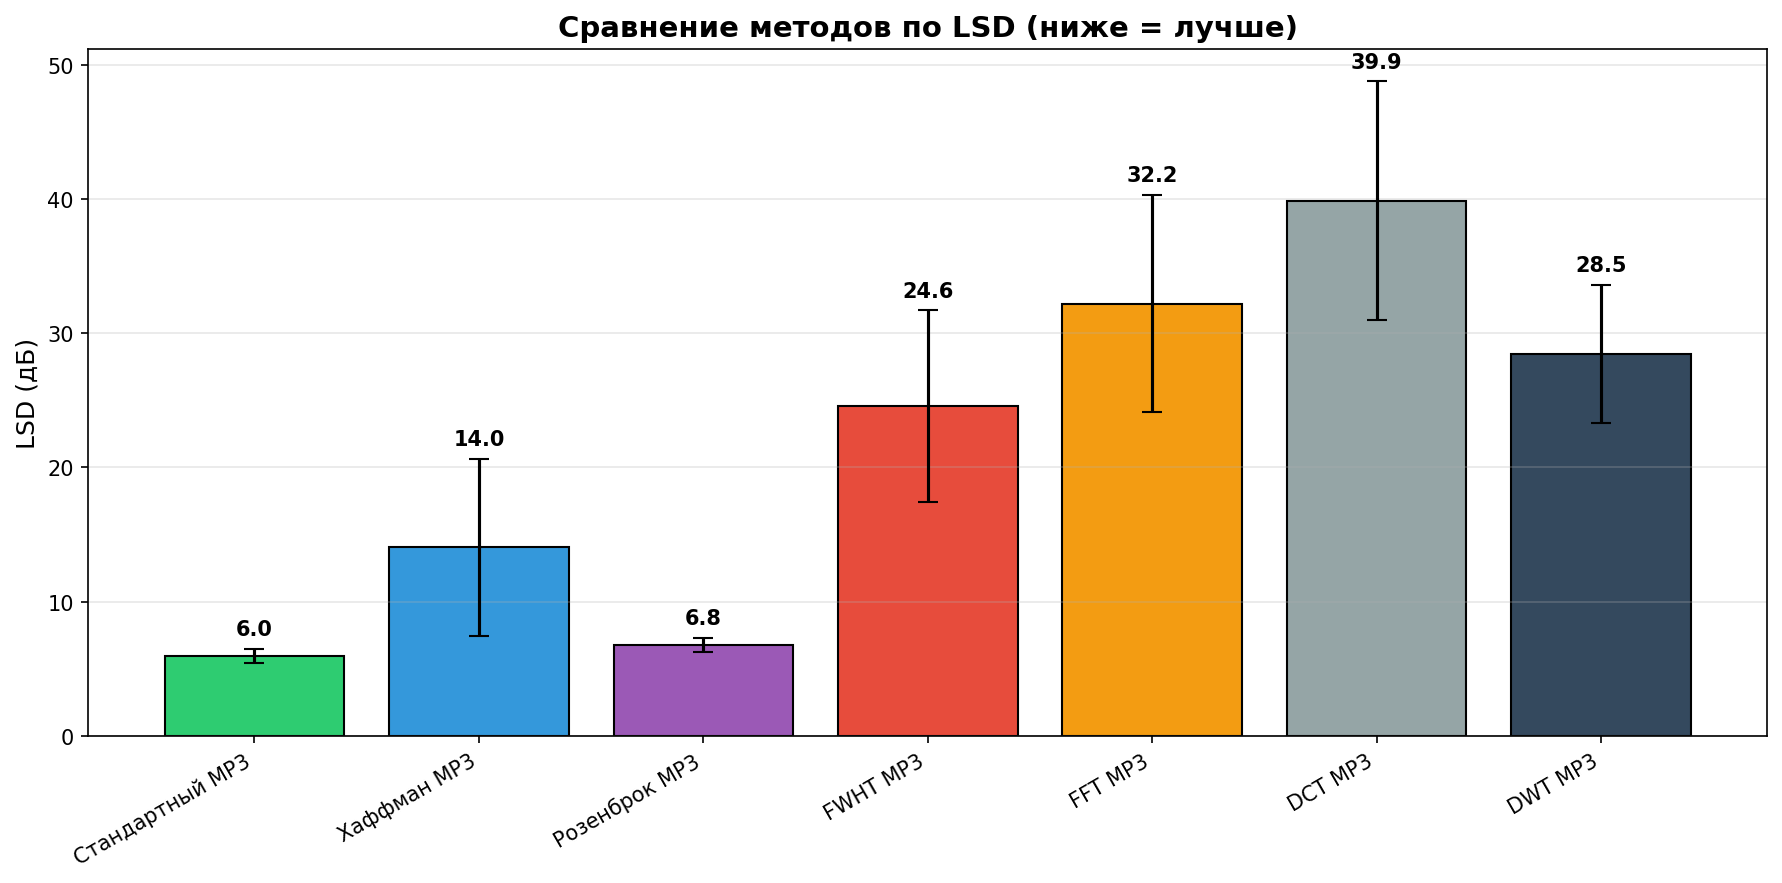 Сравнение методов по LSD (ниже = лучше)
LSD (дБ)
50
40
30
20
10
0
6.0
14.0
6.8
24.6
32.2
39.9
28.5
Стандартный MP3
Хаффман MP3
Розенброк MP3
FWHT MP3
FFT MP3
DCT MP3
DWT MP3